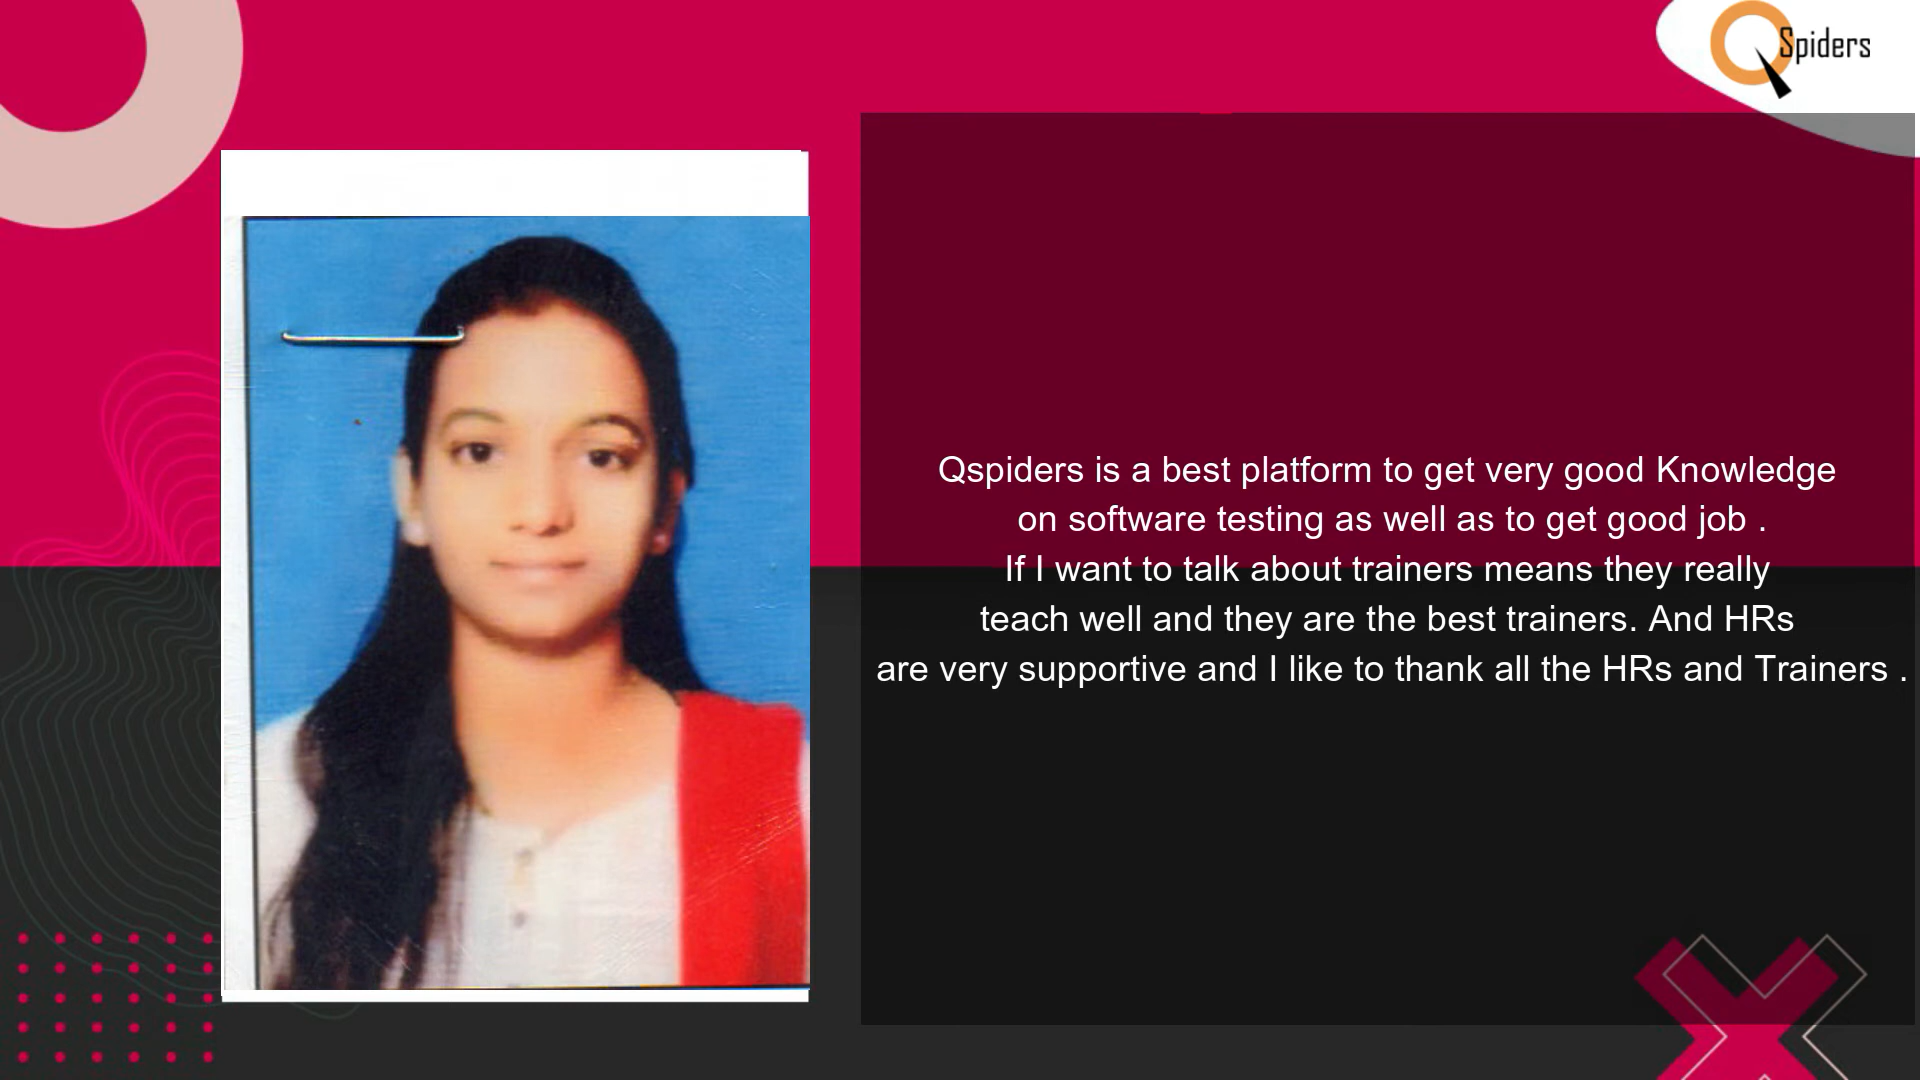 Spiders
Qspiders is a best platform to get very good Knowledge
on software testing as well as to get good job .
If I want to talk about trainers means they really
teach well and they are the best trainers. And HRs
are very supportive and I like to thank all the HRs and Trainers .